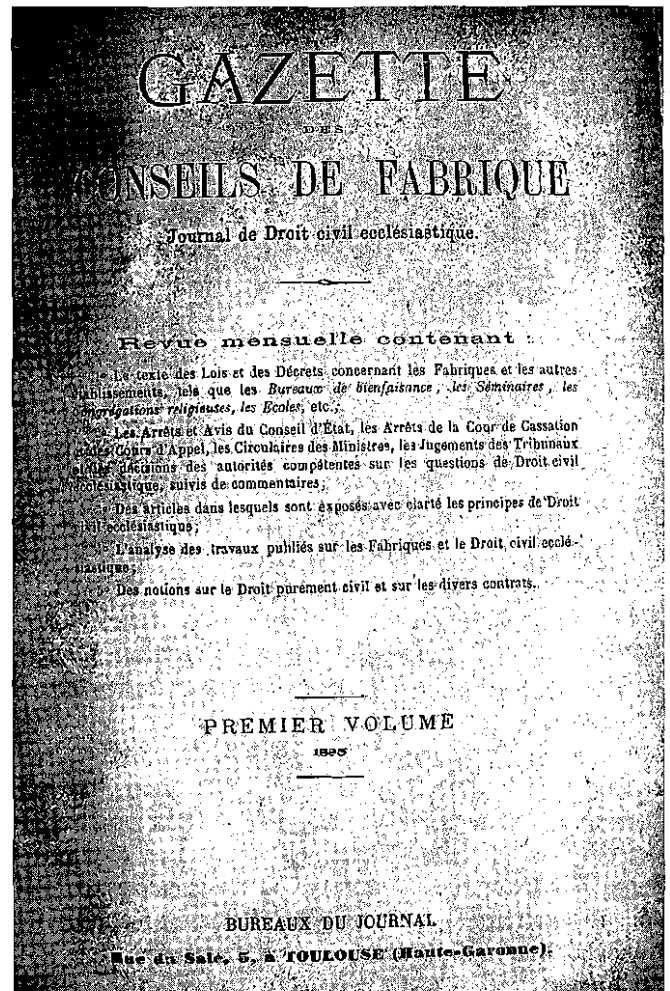 GAZETTE
DES
CONSEILS DE FABRIQUE
Journal de Droit civil ecclésiastique.
Revue mensuelle contenant :
Le texte des Lois et des Décrets concernant les Fabriques et les autres
établissements, tels que les Bureaux de bienfaisance, les Séminaires, les
Congrégations religieuses, les Ecoles, etc.;
Les Arrêts et Avis du Conseil d'État, les Arrêts de la Cour de Cassation
et des Cours d'Appel, les Circulaires des Ministres, les Jugements des Tribunaux
et les décisions des autorités compétentes sur les questions de Droit civil
ecclésiastique, suivis de commentaires;
Des articles dans lesquels sont exposés avec clarté les principes de Droit
civil ecclésiastique;
L'analyse des travaux publiés sur les Fabriques et le Droit civil ecclé-
siastique;
Des notions sur le Droit purement civil et sur les divers contrats.
PREMIER VOLUME
1895
BUREAUX DU JOURNAL
Rue du Salé, 5, a TOULOUSE (Haute-Garonne).